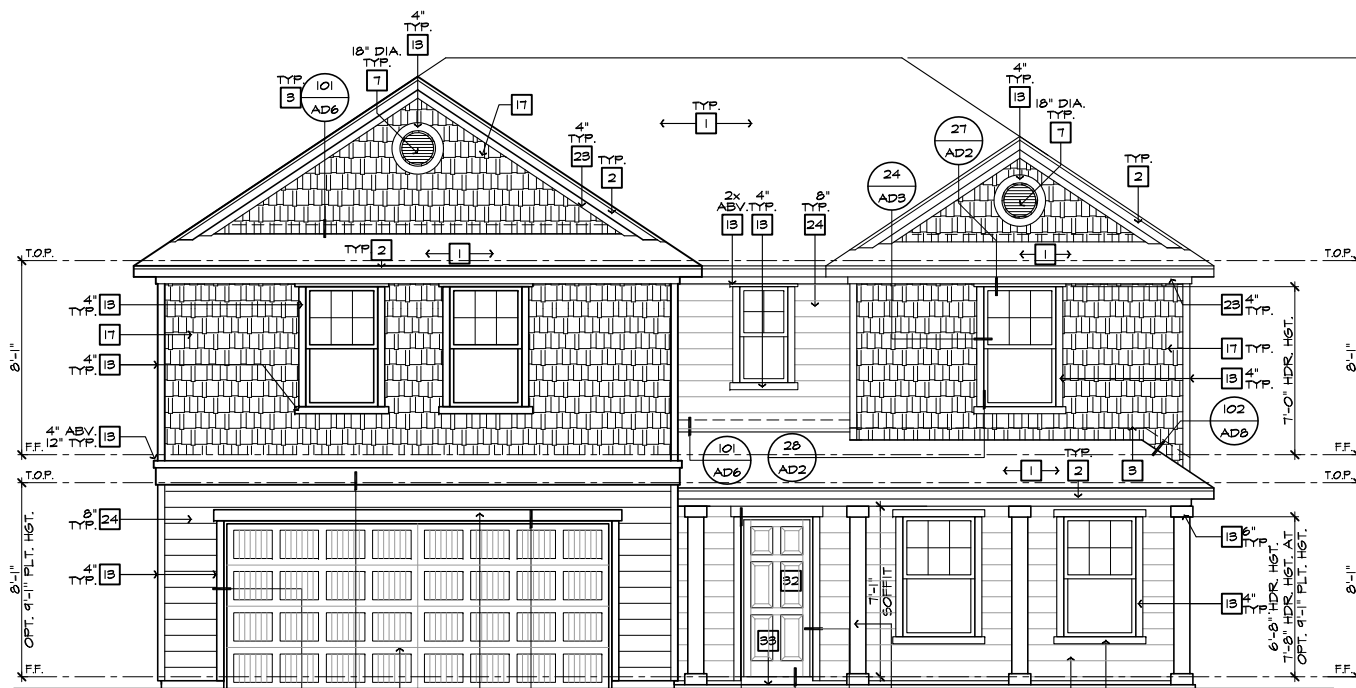 4"
TYP.
13
18" DIA.
TYP.
7
TYP.
3
101
AD6
17
4"
TYP.
23
TYP.
2
TYP.
1
4"
TYP.
13
18" DIA.
TYP.
7
27
AD2
24
AD3
TYP.
2
2x
ABV.
13
4"
TYP.
13
8"
TYP.
24
T.O.P.
TYP
2
1
1
T.O.P.
4"
TYP.
13
17
4"
TYP.
13
8'-1"
23
4"
TYP.
17
TYP.
13
4"
TYP.
7'-0" HDR. HGT.
8'-1"
102
AD8
4" ABV.
12" TYP.
13
F.F.
F.F.
101
AD6
28
AD2
1
TYP.
2
3
T.O.P.
T.O.P.
8"
TYP.
24
4"
TYP.
13
8'-1"
OPT. 9'-1" PLT. HGT.
32
33
7'-1"
SOFFIT
13
6"
TYP.
13
4"
TYP.
6'-8" HDR. HGT.
7'-8" HDR. HGT. AT
OPT. 9'-1" PLT. HGT.
8'-1"
F.F.
F.F.